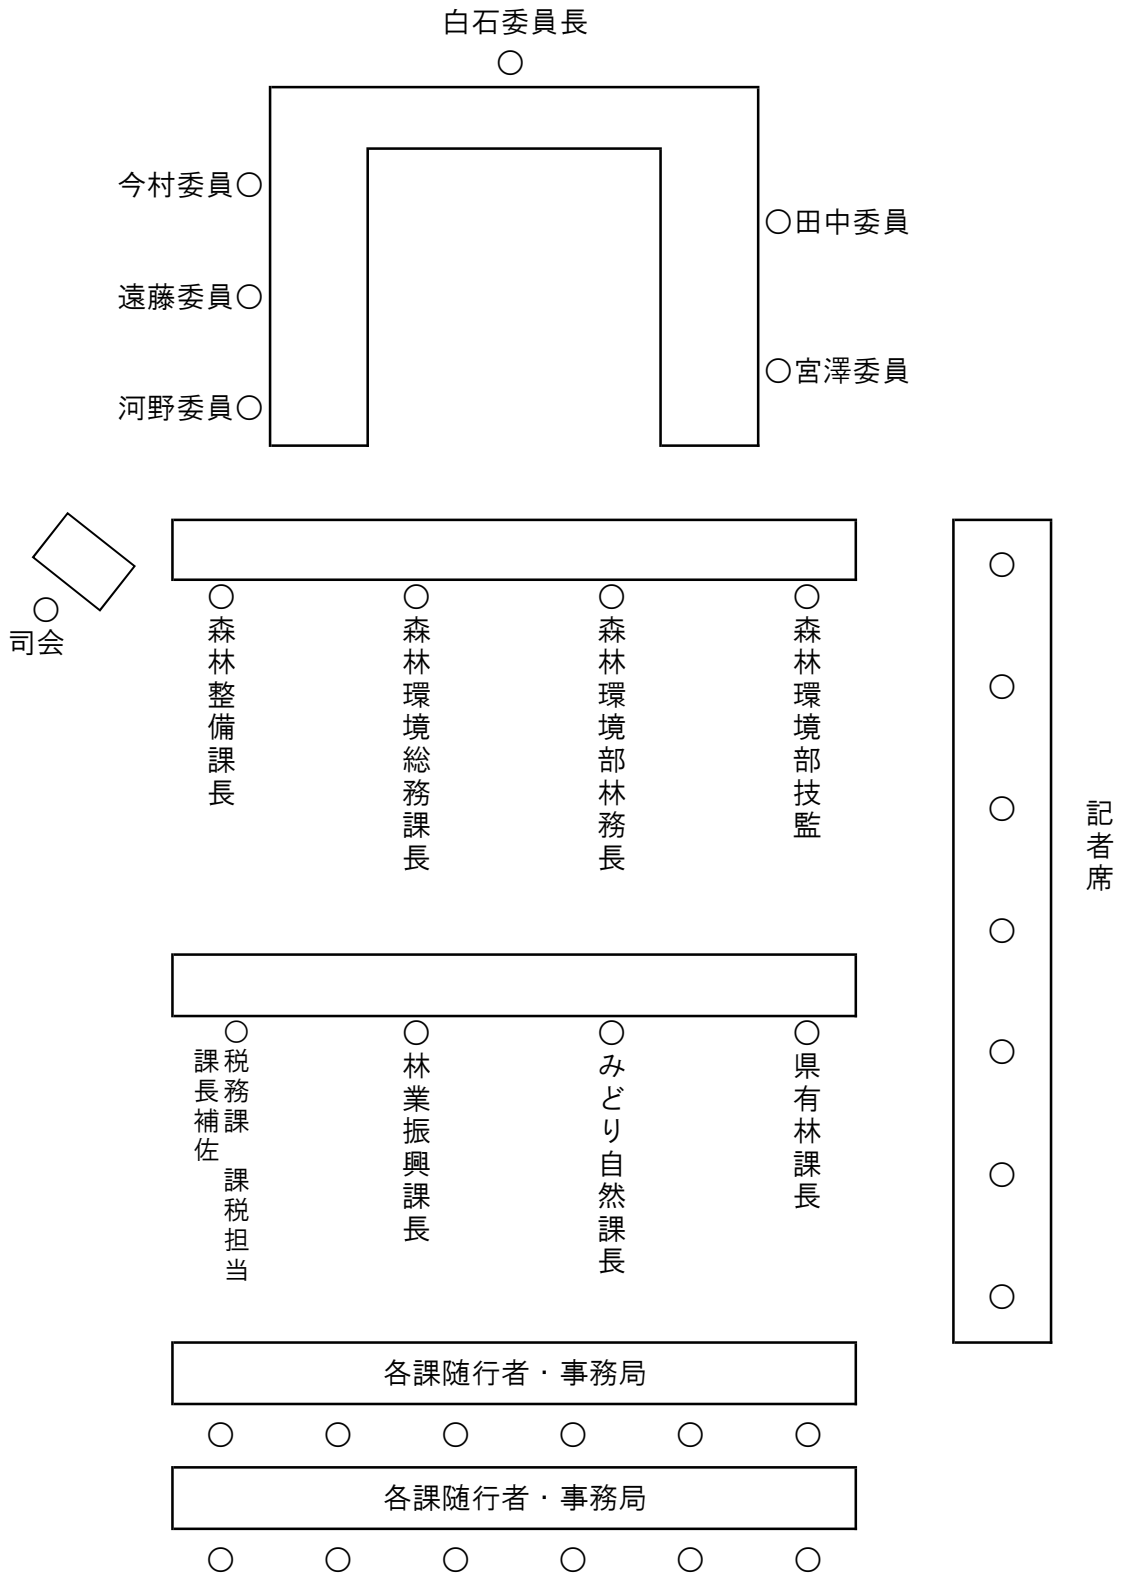 白石委員長
○
今村委員○
○田中委員
遠藤委員○
○宮澤委員
河野委員○
○
司会
○森林整備課長
○森林環境総務課長
○森林環境部林務長
○森林環境部技監
記者席
○
○
○
○
○
○
○
○税務課 課税担当
課長補佐
○林業振興課長
○みどり自然課長
○県有林課長
各課随行者・事務局
○ ○ ○ ○ ○ ○
各課随行者・事務局
○ ○ ○ ○ ○ ○